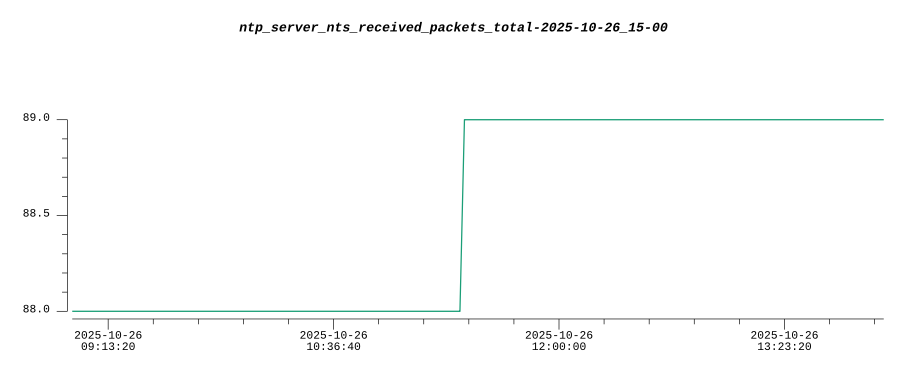 ntp_server_nts_received_packets_total-2025-10-26_15-00
89.0
88.5
88.0
2025-10-26 2025-10-26 2025-10-26 2025-10-26
09:13:20 10:36:40 12:00:00 13:23:20